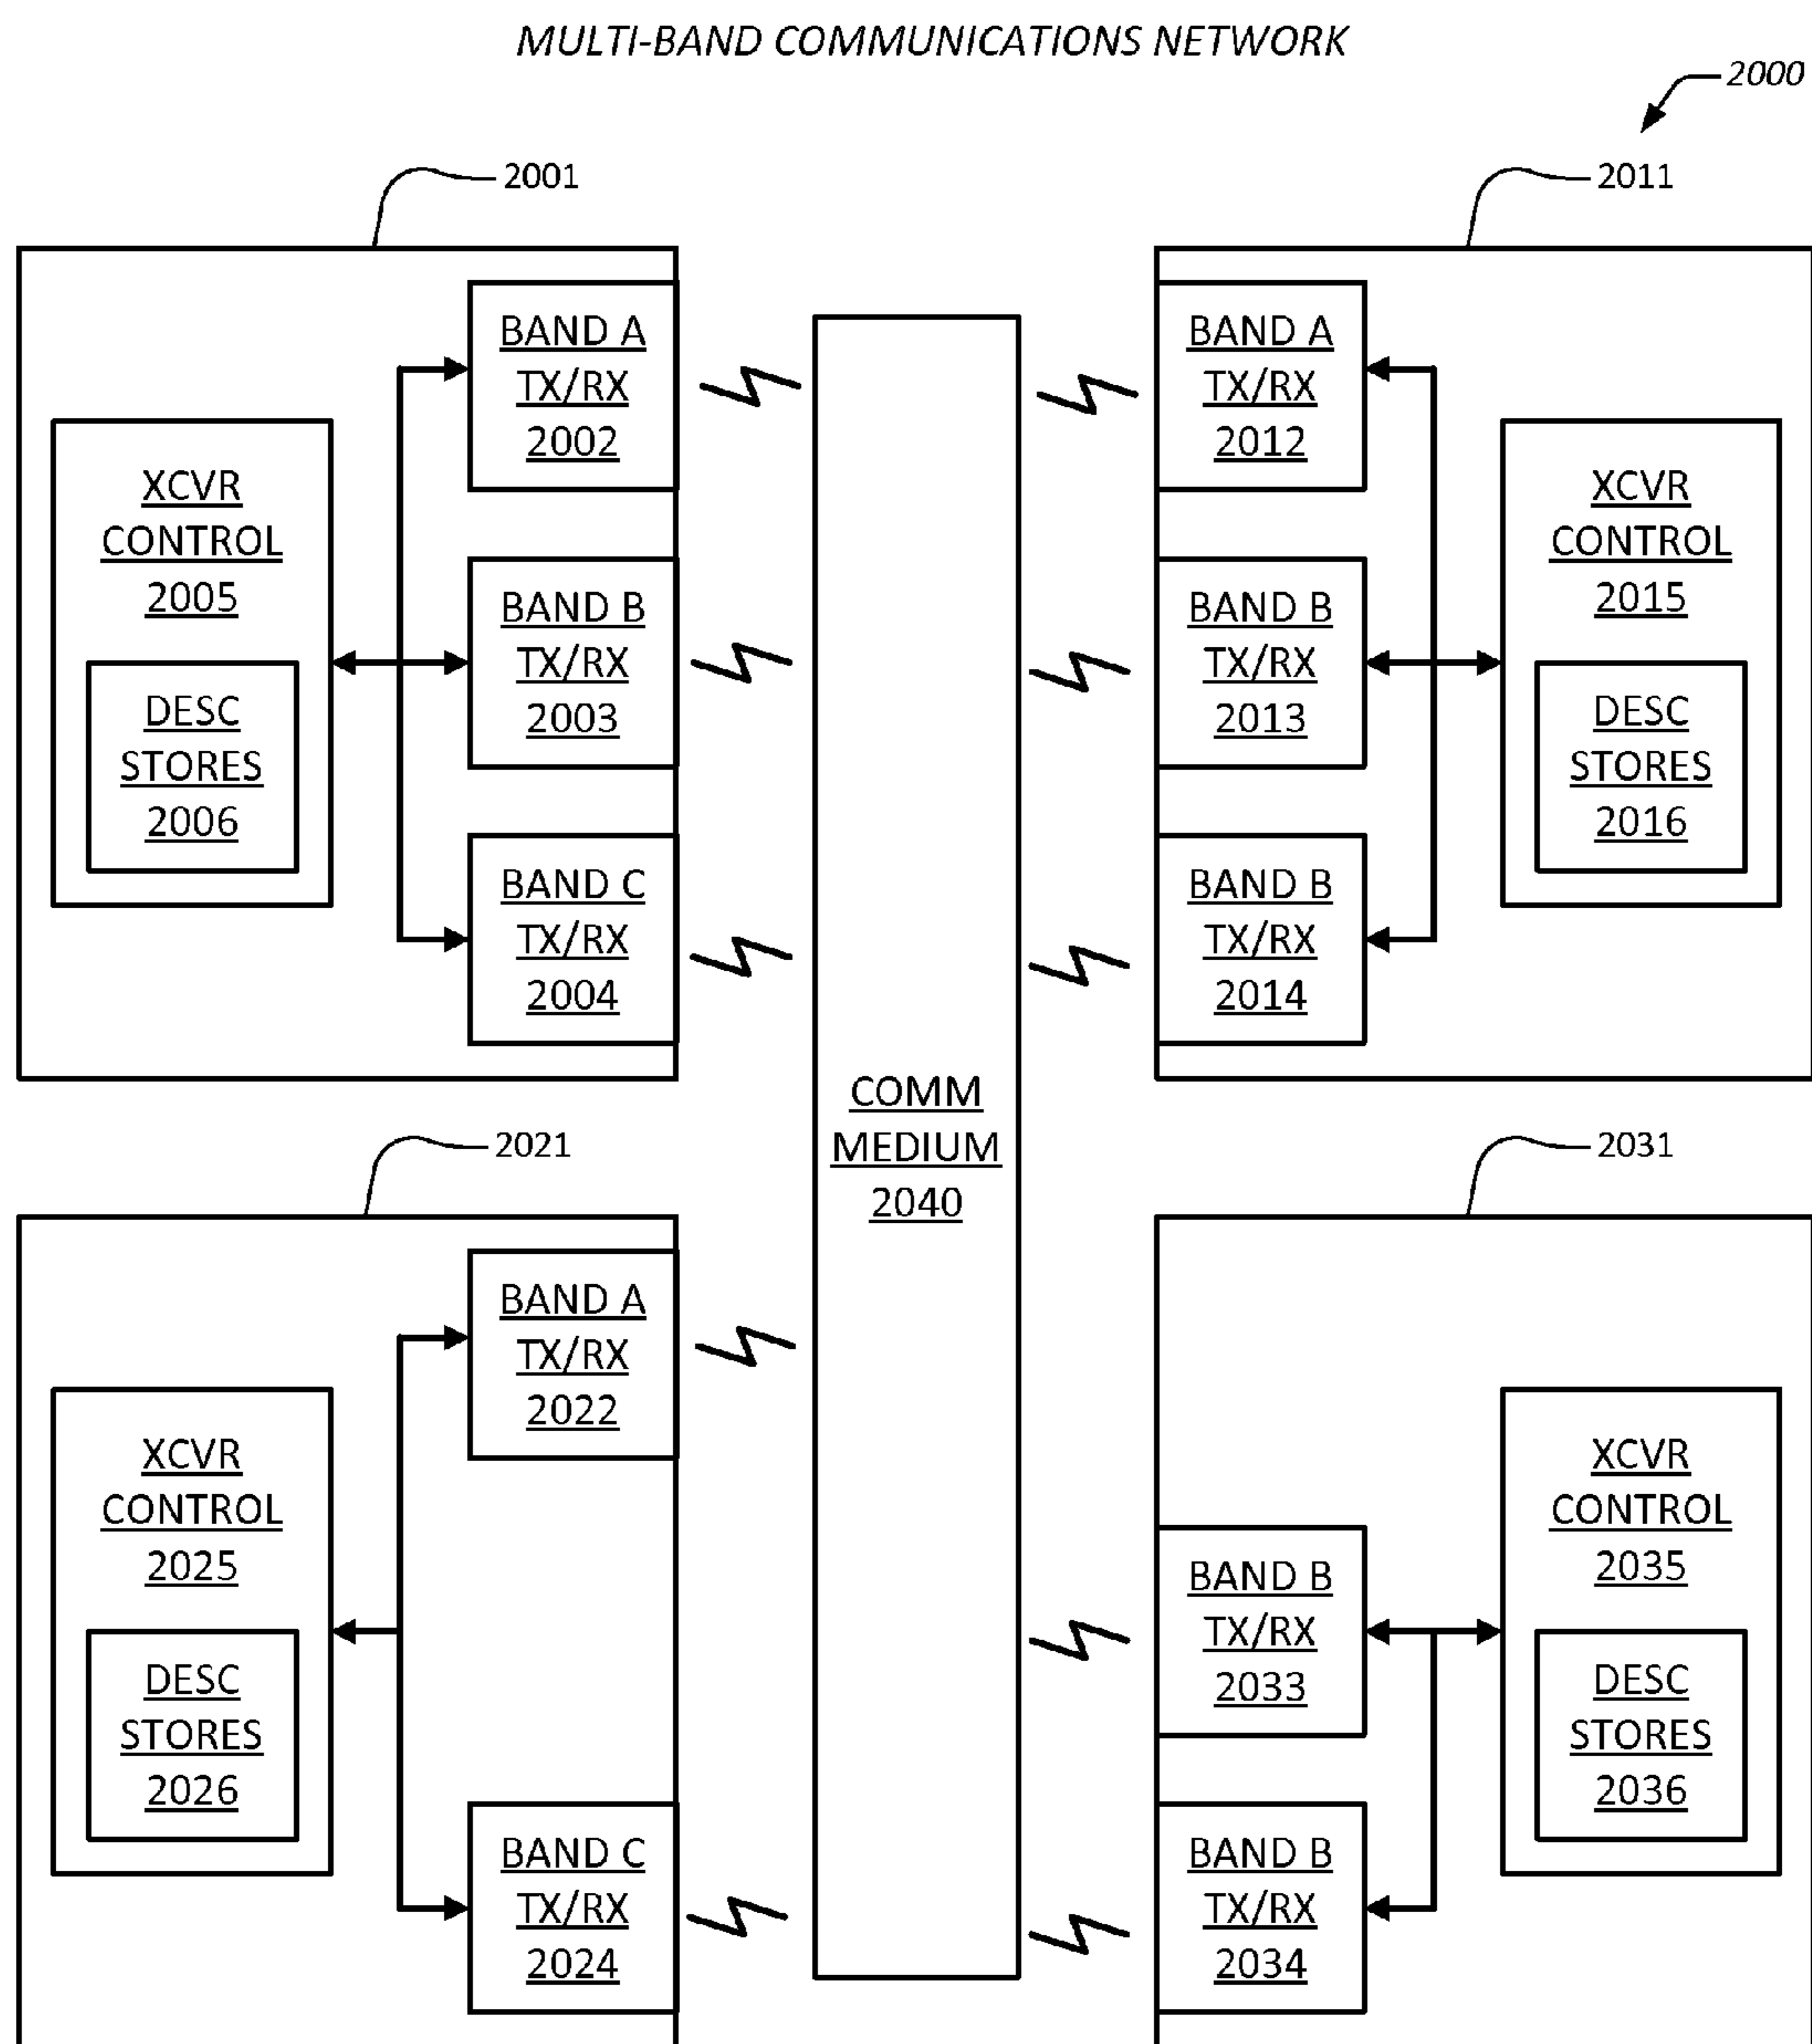 MULTI-BAND COMMUNICATIONS NETWORK
2000
2001
2011
BAND A
TX/RX
2002
XCVR
CONTROL
2005
BAND B
TX/RX
2003
DESC
STORES
2006
BAND C
TX/RX
2004
BAND A
TX/RX
2012
XCVR
CONTROL
2015
BAND B
TX/RX
2013
DESC
STORES
2016
BAND B
TX/RX
2014
COMM
MEDIUM
2040
2021
2031
BAND A
TX/RX
2022
XCVR
CONTROL
2025
DESC
STORES
2026
BAND C
TX/RX
2024
XCVR
CONTROL
2035
BAND B
TX/RX
2033
DESC
STORES
2036
BAND B
TX/RX
2034